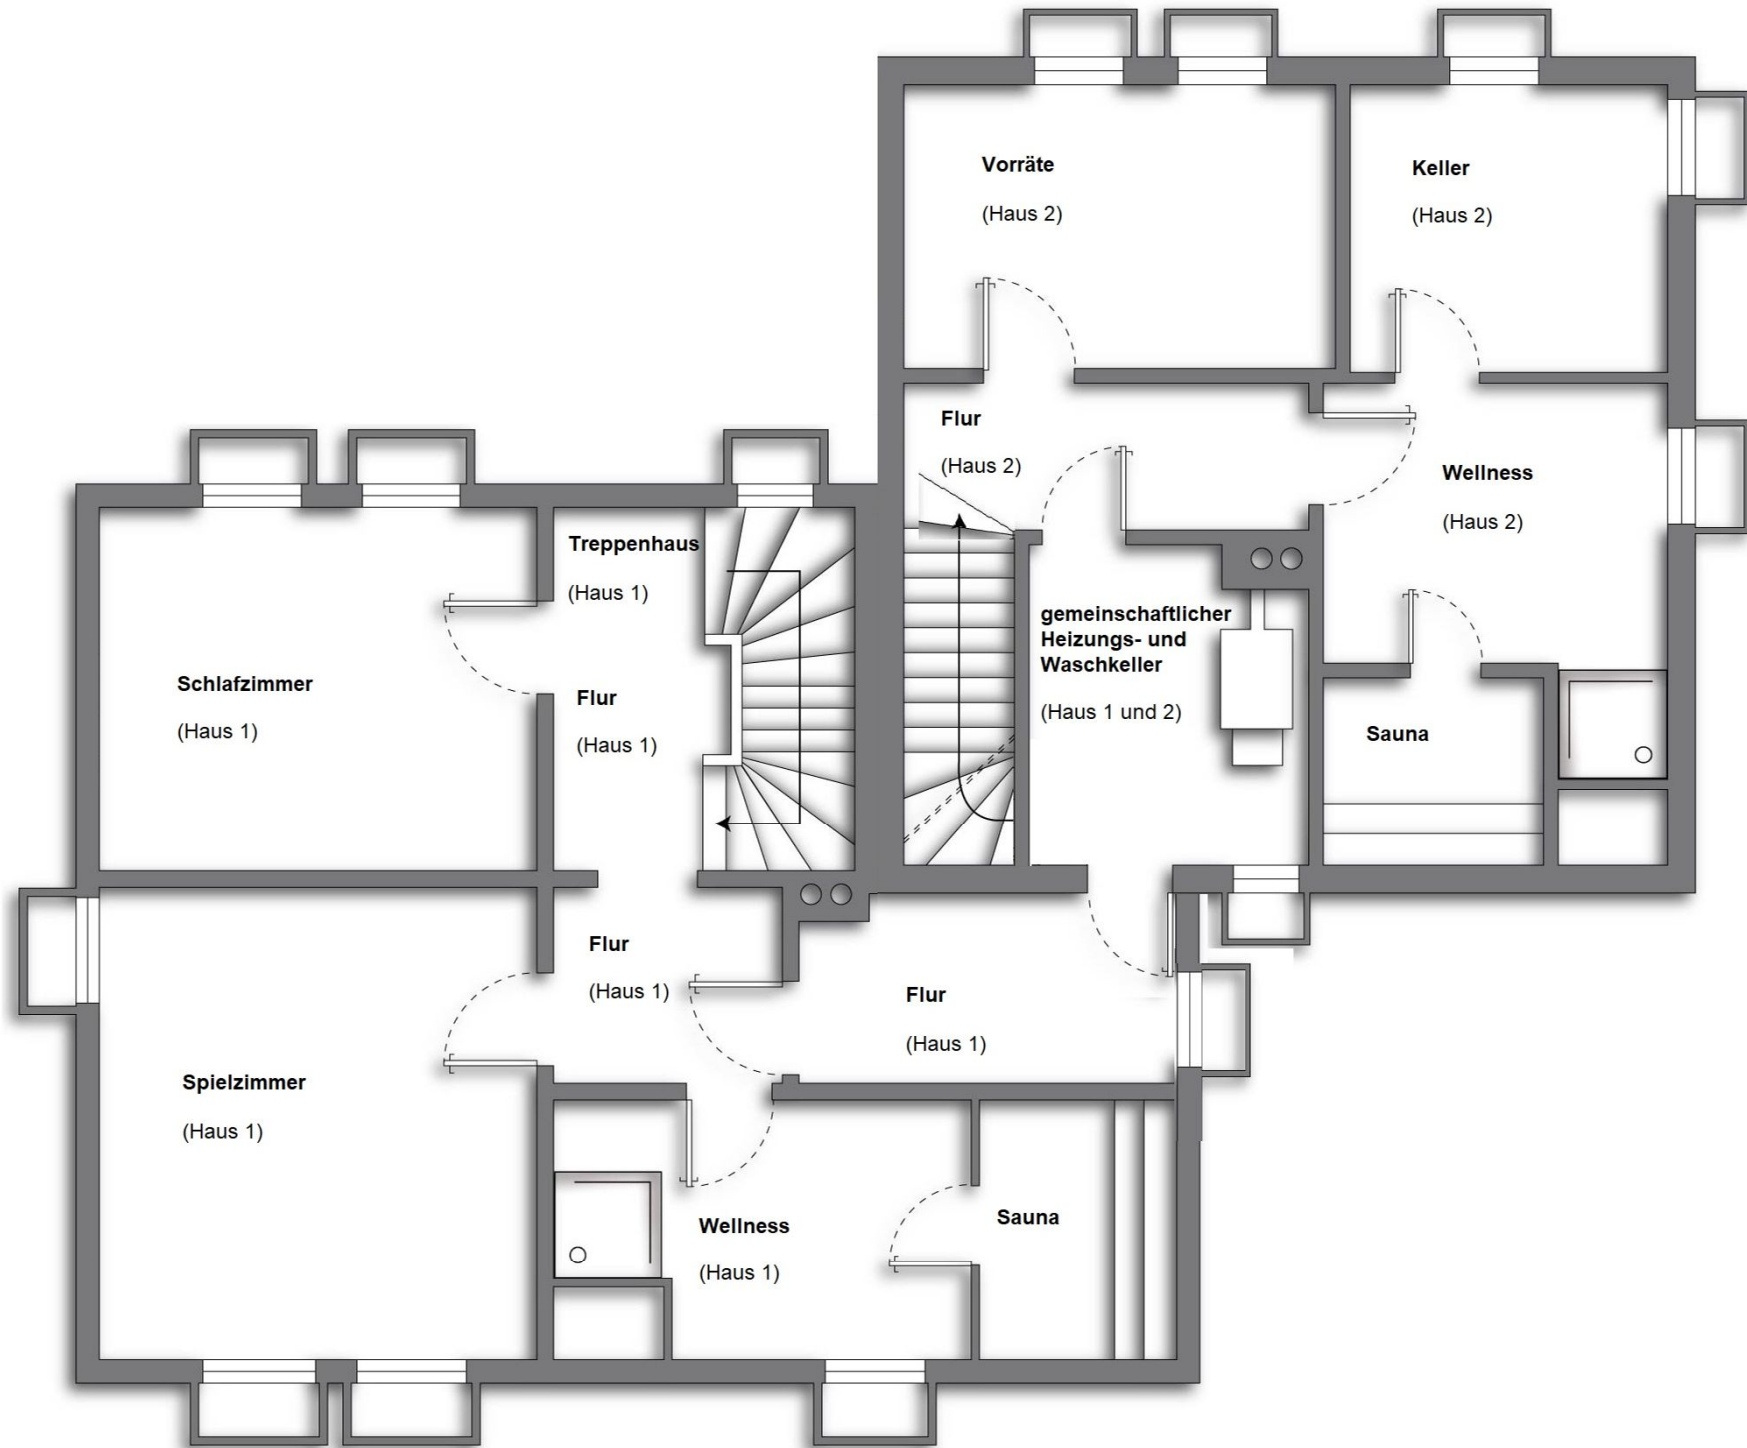 Vorräte
(Haus 2)
Keller
(Haus 2)
Flur
(Haus 2)
Wellness
(Haus 2)
Treppenhaus
(Haus 1)
gemeinschaftlicher
Heizungs- und
Waschkeller
(Haus 1 und 2)
Schlafzimmer
(Haus 1)
Flur
(Haus 1)
Sauna
Flur
(Haus 1)
Flur
(Haus 1)
Spielzimmer
(Haus 1)
Wellness
(Haus 1)
Sauna